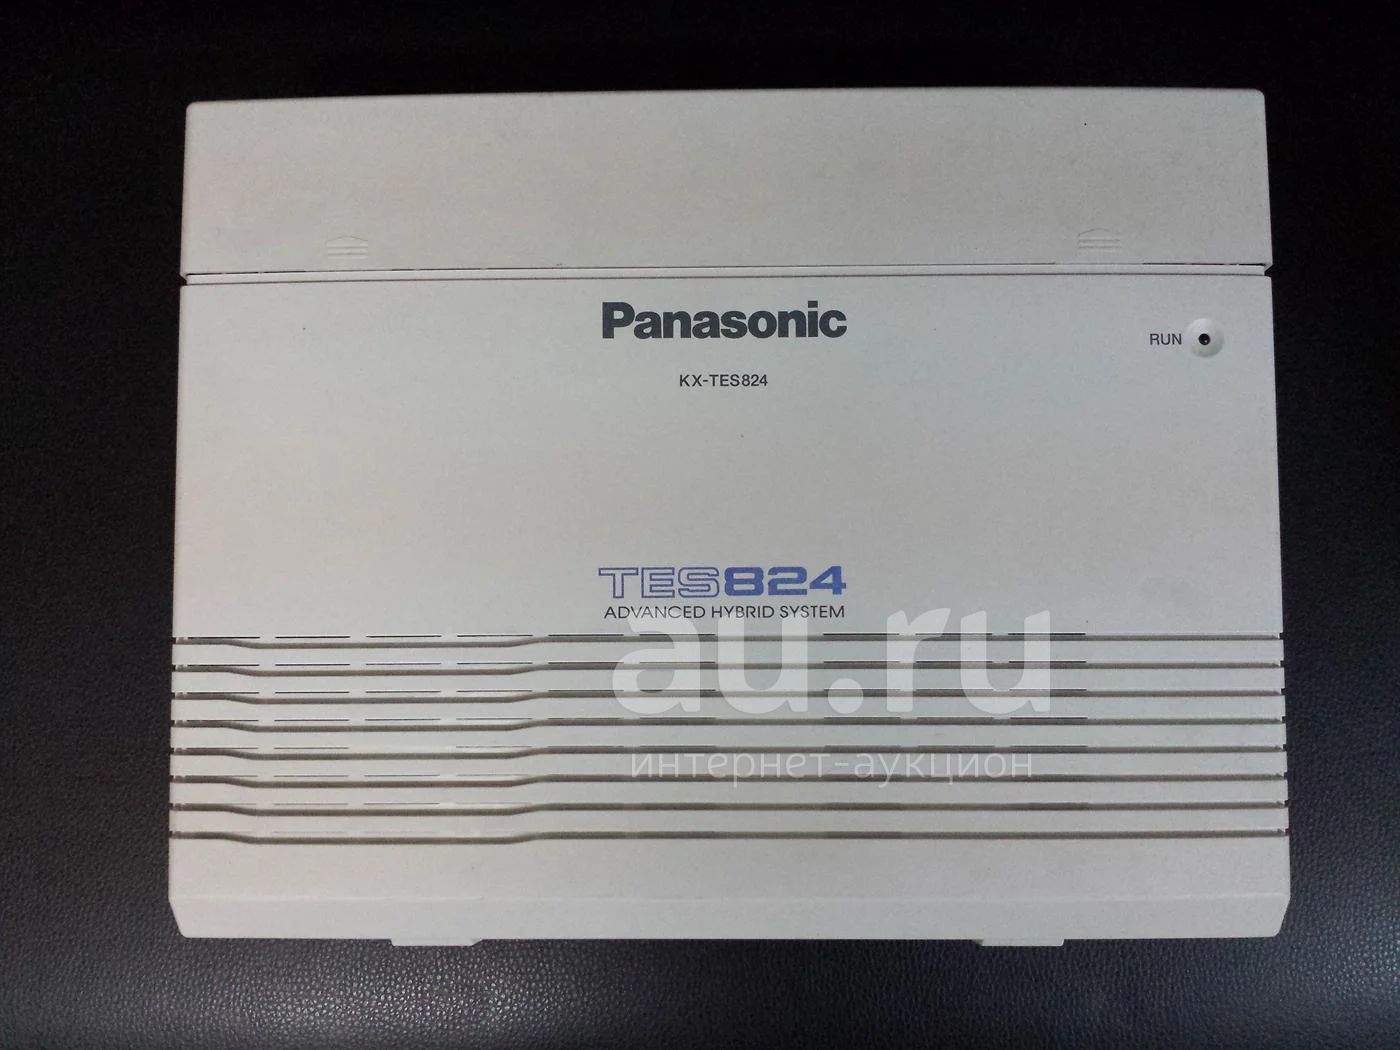 Panasonic
RUN
KX-TES824
TES824
ADVANCED HYBRID SYSTEM
au.ru
интернет-аукцион